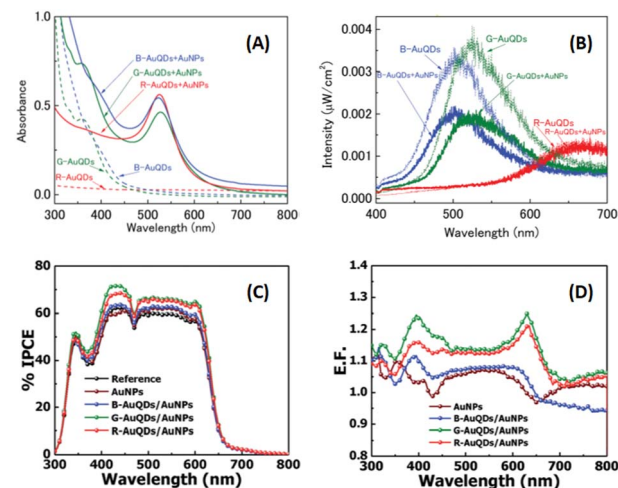 (A)
B-AuQDs+AuNPs
G-AuQDs+AuNPs
R-AuQDs+AuNPs
G-AuQDs
B-AuQDs
R-AuQDs
Absorbance
1.0
0.5
0.0
300 400 500 600 700 800
Wavelength (nm)
(B)
G-AuQDs
B-AuQDs
B-AuQDs+AuNPs
G-AuQDs+AuNPs
R-AuQDs
R-AuQDs+AuNPs
Intensity (μW/cm²)
0.004
0.003
0.002
0.001
0.000
400 500 600 700
Wavelength (nm)
(C)
% IPCE
80
60
40
20
0
Reference
AuNPs
B-AuQDs/AuNPs
G-AuQDs/AuNPs
R-AuQDs/AuNPs
300 400 500 600 700 800
Wavelength (nm)
(D)
E.F.
1.4
1.3
1.2
1.1
1.0
0.9
0.8
AuNPs
B-AuQDs/AuNPs
G-AuQDs/AuNPs
R-AuQDs/AuNPs
300 400 500 600 700 800
Wavelength (nm)